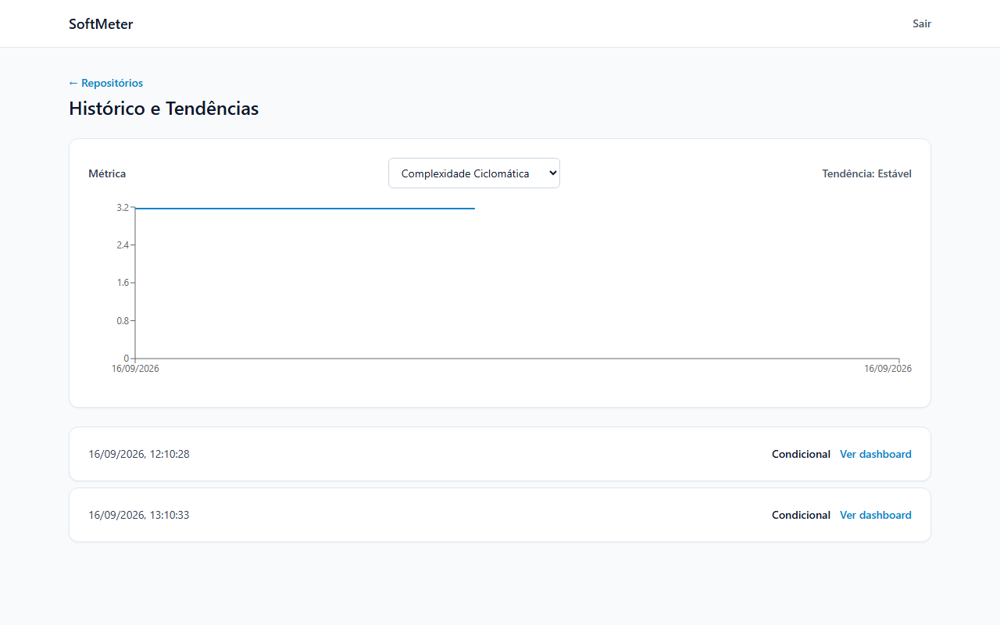 SoftMeter
Sair
← Repositórios
Histórico e Tendências
Métrica
Complexidade Ciclomática
Tendência: Estável
3.2
2.4
1.6
0.8
0
16/09/2026
16/09/2026
16/09/2026, 12:10:28
Condicional Ver dashboard
16/09/2026, 13:10:33
Condicional Ver dashboard